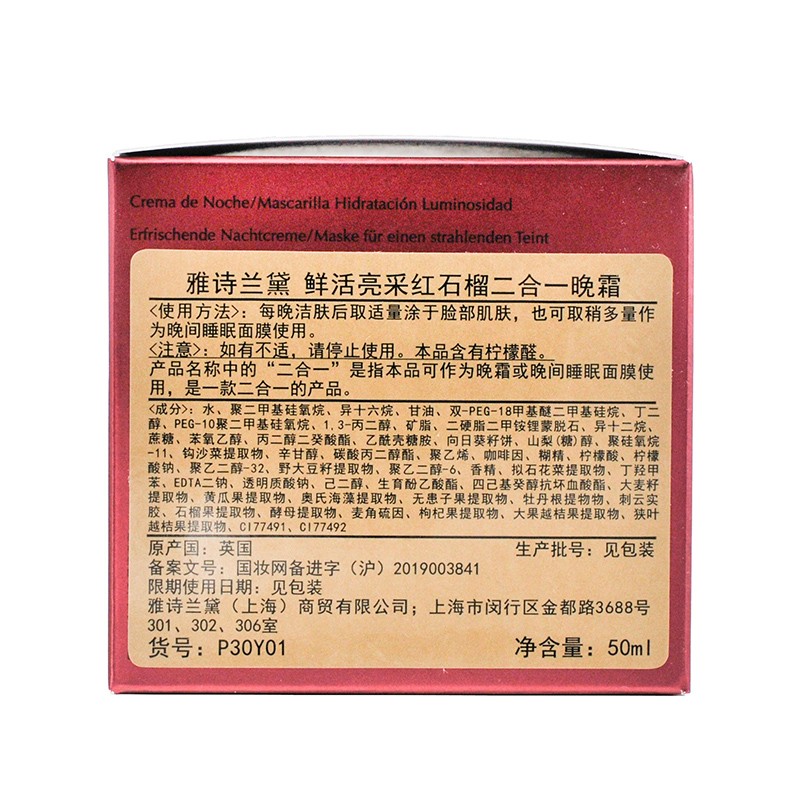 Crema de Noche/Mascarilla Hidratación Luminosidad
Erfrischende Nachtcreme/Maske für einen strahlenden Teint
雅诗兰黛 鲜活亮采红石榴二合一晚霜
<使用方法>: 每晚洁肤后取适量涂于脸部肌肤，也可取稍多量作
为晚间睡眠面膜使用。
<注意>: 如有不适，请停止使用。本品含有柠檬醛。
产品名称中的“二合一”是指本品可作为晚霜或晚间睡眠面膜使
用，是一款二合一的产品。
<成分>: 水、聚二甲基硅氧烷、异十六烷、甘油、双-PEG-18甲基醚二甲基硅烷、丁二
醇、PEG-10聚二甲基硅氧烷、1,3-丙二醇、矿脂、二硬脂二甲铵锂蒙脱石、异十二烷、
蔗糖、苯氧乙醇、丙二醇二癸酸酯、乙酰壳糖胺、向日葵籽饼、山梨(糖)醇、聚硅氧烷
-11、钩沙菜提取物、辛甘醇、碳酸丙二醇酯、聚乙烯、咖啡因、糊精、柠檬酸、柠檬
酸钠、聚乙二醇-32、野大豆籽提取物、聚乙二醇-6、香精、拟石花菜提取物、丁羟甲
苯、EDTA二钠、透明质酸钠、己二醇、生育酚乙酸酯、四己基癸醇抗坏血酸酯、大麦籽
提取物、黄瓜果提取物、奥氏海藻提取物、无患子果提取物、牡丹根提物物、刺云实
胶、石榴果提取物、酵母提取物、麦角硫因、枸杞果提取物、大果越桔果提取物、狭叶
越桔果提取物、CI77491、CI77492
原产国: 英国 生产批号: 见包装
备案文号: 国妆网备进字（沪）2019003841
限期使用日期: 见包装
雅诗兰黛（上海）商贸有限公司; 上海市闵行区金都路3688号
301、302、306室
货号: P30Y01 净含量: 50ml